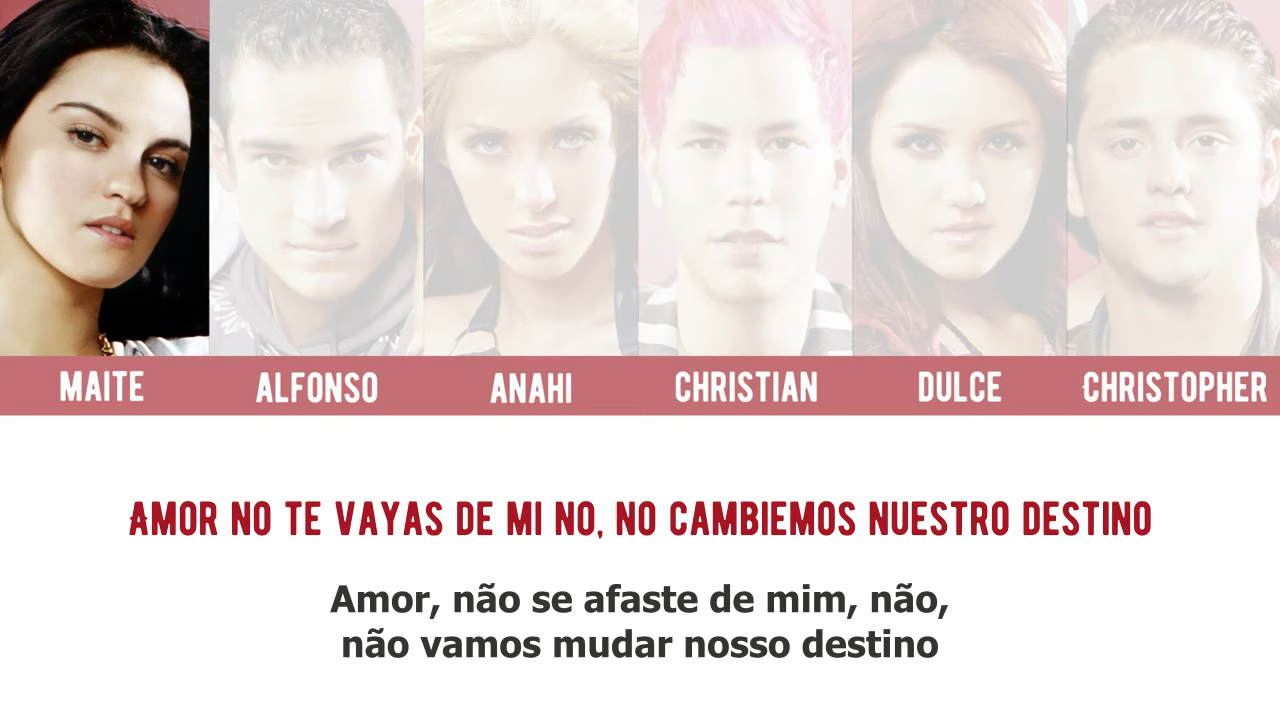 MAITE ALFONSO ANAHI CHRISTIAN DULCE CHRISTOPHER
AMOR NO TE VAYAS DE MI NO, NO CAMBIEMOS NUESTRO DESTINO
Amor, não se afaste de mim, não,
não vamos mudar nosso destino